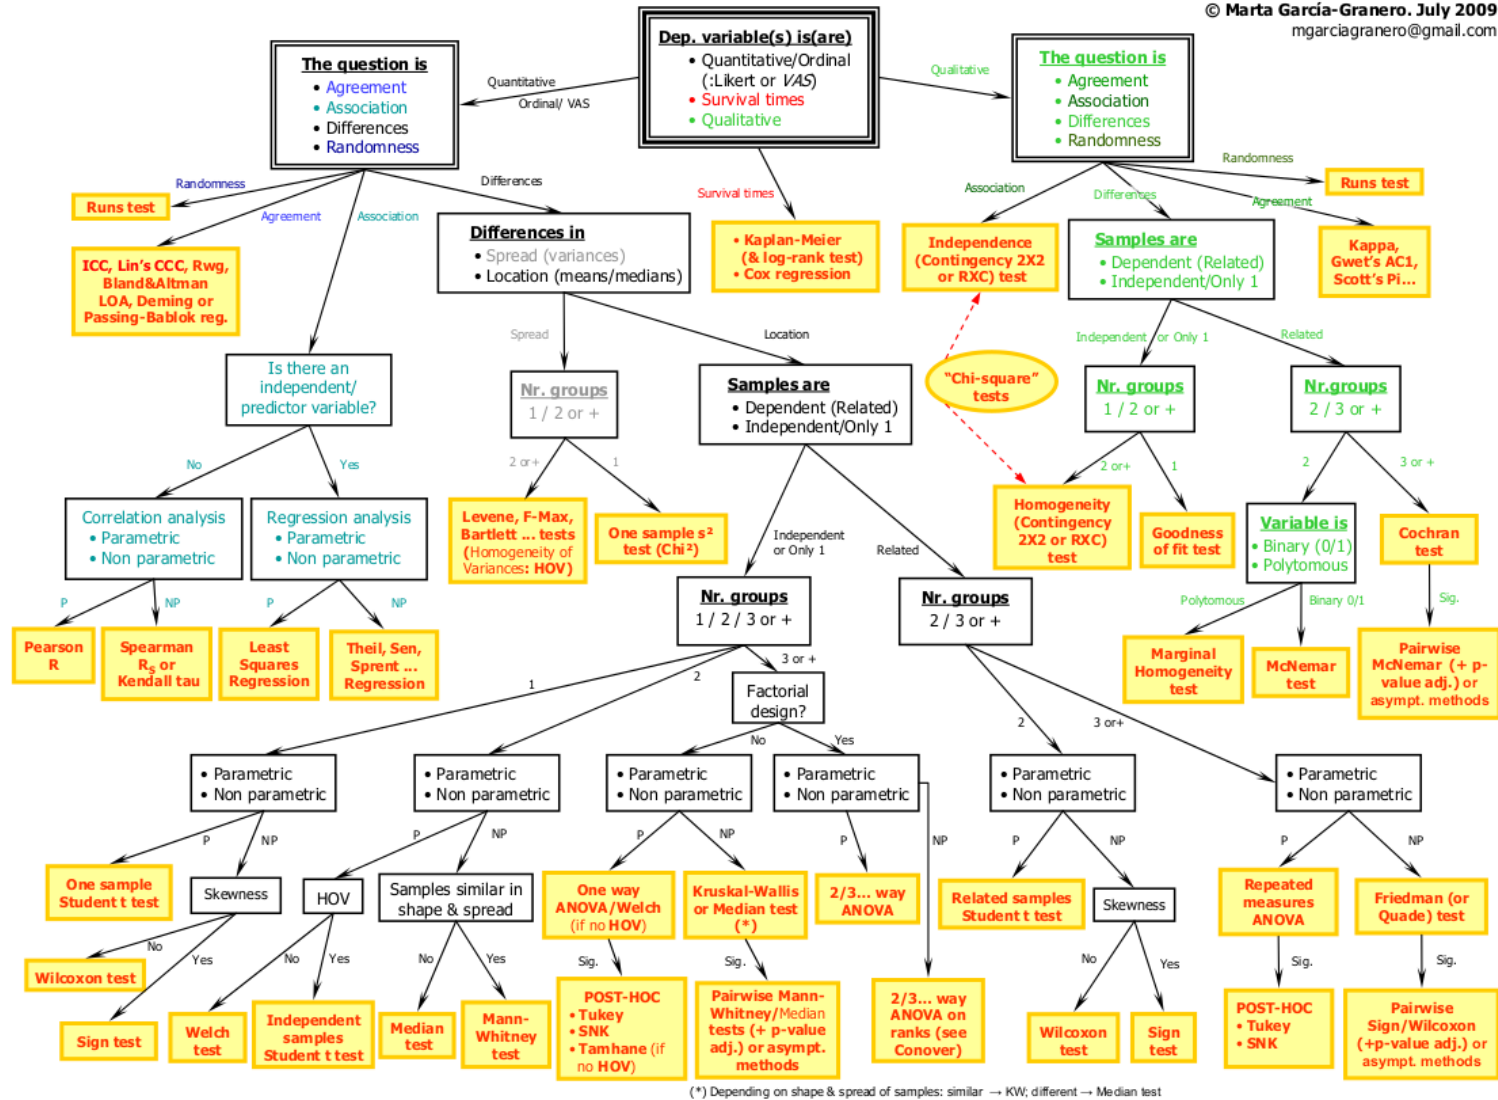 © Marta García-Granero. July 2009
mgarciagranero@gmail.com
Dep. variable(s) is(are)
• Quantitative/Ordinal
(:Likert or VAS)
• Survival times
• Qualitative
Quantitative
Ordinal/ VAS
Qualitative
Survival times
The question is
• Agreement
• Association
• Differences
• Randomness
The question is
• Agreement
• Association
• Differences
• Randomness
Randomness
Agreement
Association
Differences
Runs test
ICC, Lin's CCC, Rwg,
Bland&Altman
LOA, Deming or
Passing-Bablok reg.
Differences in
• Spread (variances)
• Location (means/medians)
• Kaplan-Meier
(& log-rank test)
• Cox regression
Association
Differences
Agreement
Randomness
Runs test
Independence
(Contingency 2X2
or RXC) test
Samples are
• Dependent (Related)
• Independent/Only 1
Kappa,
Gwet's AC1,
Scott's Pi...
Is there an
independent/
predictor variable?
No
Yes
Spread
Location
Nr. groups
1 / 2 or +
2 or+
1
Samples are
• Dependent (Related)
• Independent/Only 1
"Chi-square"
tests
Independent or Only 1
Related
Nr. groups
1 / 2 or +
2 or+
1
Nr.groups
2 / 3 or +
2
3 or +
Correlation analysis
• Parametric
• Non parametric
Regression analysis
• Parametric
• Non parametric
P
NP
P
NP
Pearson
R
Spearman
RS or
Kendall tau
Least
Squares
Regression
Theil, Sen,
Sprent ...
Regression
Levene, F-Max,
Bartlett ... tests
(Homogeneity of
Variances: HOV)
One sample s²
test (Chi²)
Independent
or Only 1
Related
Homogeneity
(Contingency
2X2 or RXC)
test
Goodness
of fit test
Variable is
• Binary (0/1)
• Polytomous
Cochran
test
Polytomous
Binary 0/1
Sig.
Marginal
Homogeneity
test
McNemar
test
Pairwise
McNemar (+ p-
value adj.) or
asympt. methods
Nr. groups
1 / 2 / 3 or +
Nr. groups
2 / 3 or +
1
2
3 or +
Factorial
design?
No
Yes
2
3 or+
• Parametric
• Non parametric
• Parametric
• Non parametric
• Parametric
• Non parametric
• Parametric
• Non parametric
• Parametric
• Non parametric
• Parametric
• Non parametric
P
NP
P
NP
P
NP
P
NP
P
NP
P
NP
One sample
Student t test
Skewness
HOV
Samples similar in
shape & spread
One way
ANOVA/Welch
(if no HOV)
Kruskal-Wallis
or Median test
(*)
2/3... way
ANOVA
Related samples
Student t test
Skewness
Repeated
measures
ANOVA
Friedman (or
Quade) test
No
Yes
No
Yes
No
Yes
Sig.
Sig.
No
Yes
Sig.
Sig.
Wilcoxon test
Sign test
Welch
test
Independent
samples
Student t test
Median
test
Mann-
Whitney
test
POST-HOC
• Tukey
• SNK
• Tamhane (if
no HOV)
Pairwise Mann-
Whitney/Median
tests (+ p-value
adj.) or asympt.
methods
2/3... way
ANOVA on
ranks (see
Conover)
Wilcoxon
test
Sign
test
POST-HOC
• Tukey
• SNK
Pairwise
Sign/Wilcoxon
(+p-value adj.) or
asympt. methods
(*) Depending on shape & spread of samples: similar → KW; different → Median test